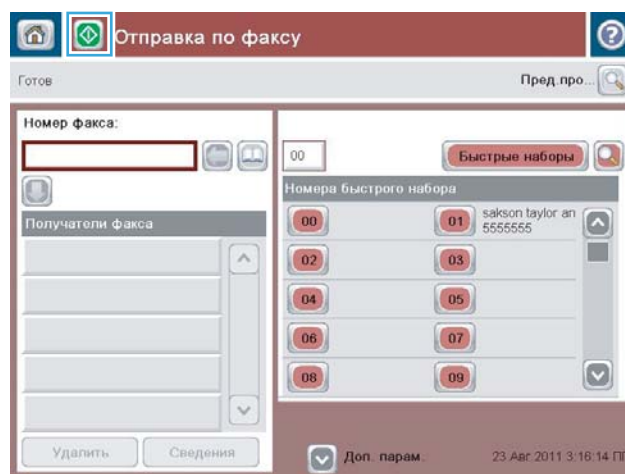 Отправка по факсу
Готов
Пред.про...
Номер факса:
00
Быстрые наборы
Номера быстрого набора
Получатели факса
00
01
sakson taylor an
5555555
02
03
04
05
06
07
08
09
Удалить
Сведения
Доп. парам.
23 Авг 2011 3:16:14 ПП